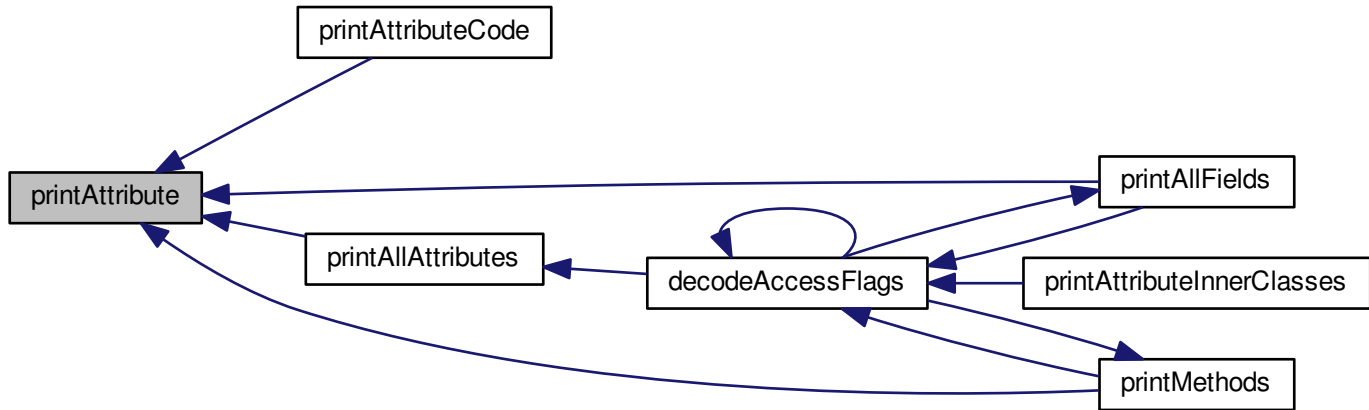 printAttributeCode
printAttribute
printAllFields
printAllAttributes
decodeAccessFlags
printAttributeInnerClasses
printMethods